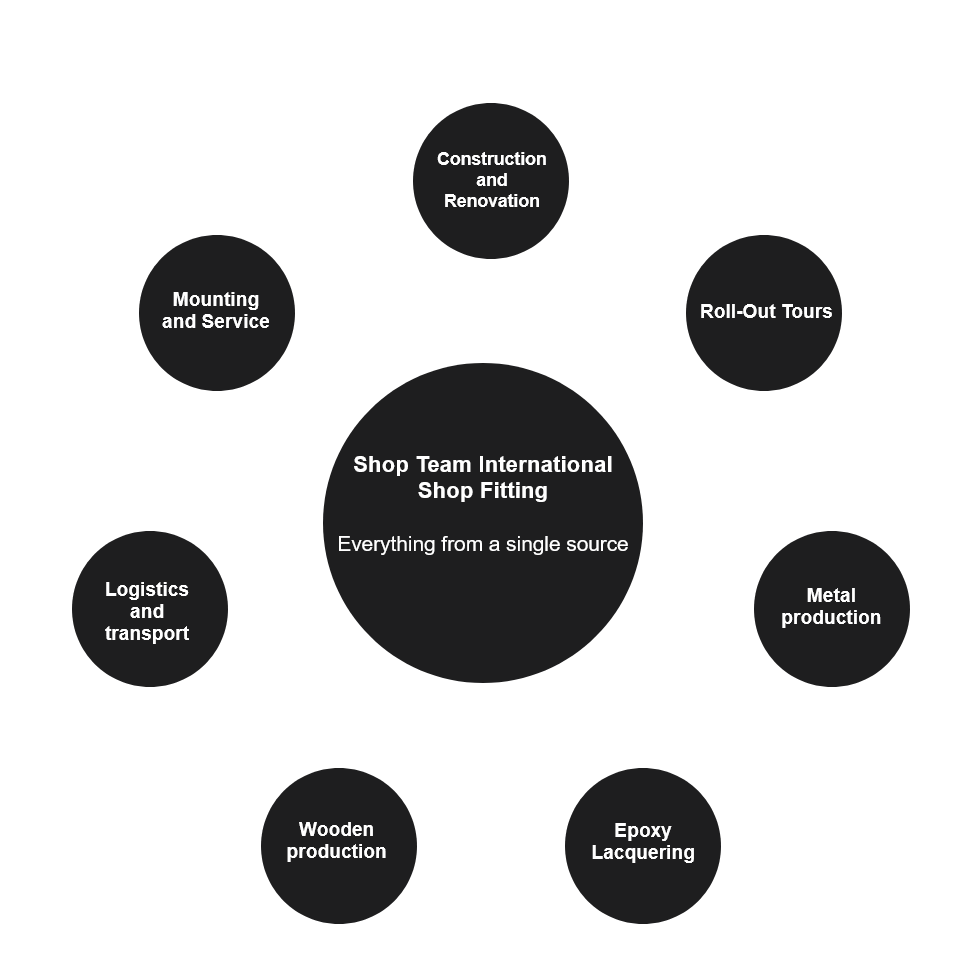 Construction
and
Renovation
Mounting
and Service
Roll-Out Tours
Shop Team International
Shop Fitting
Everything from a single source
Logistics
and
transport
Metal
production
Wooden
production
Epoxy
Lacquering